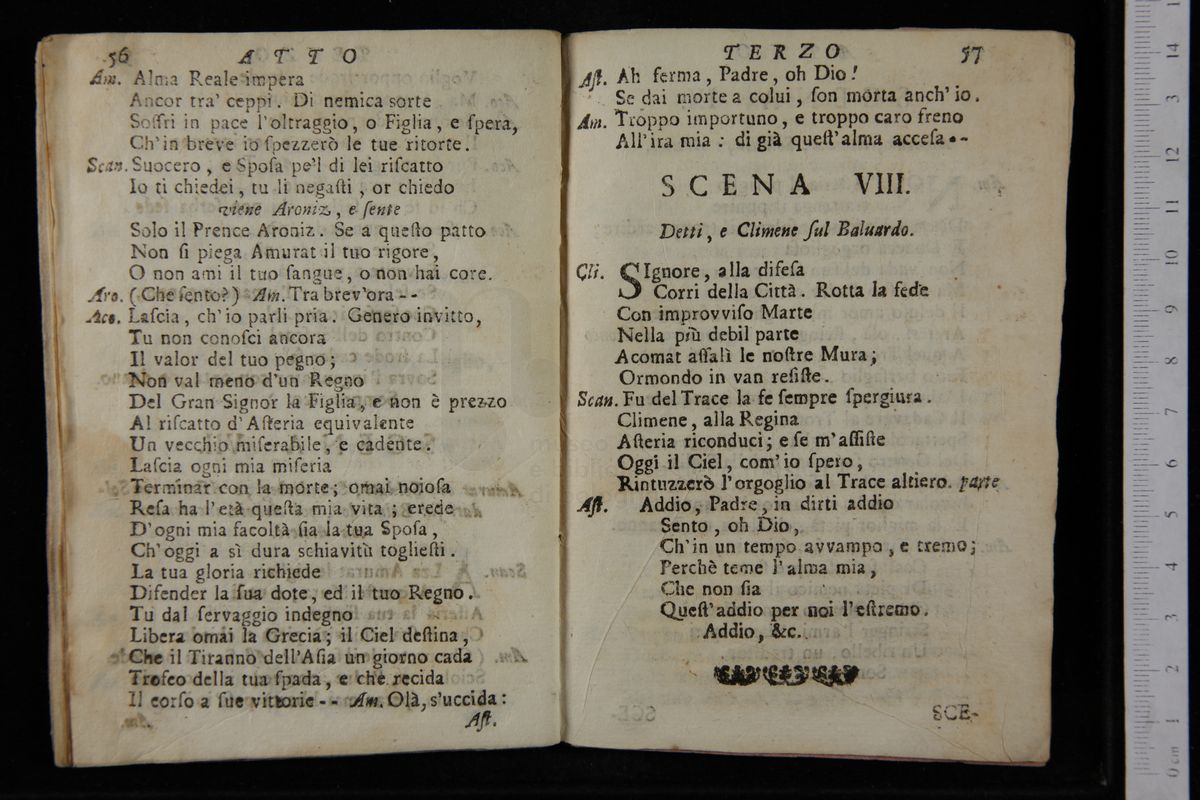 56 ATTO
Am. Alma Reale impera
Ancor tra' ceppi. Di nemica sorte
Soffri in pace l'oltraggio, o Figlia, e ſpera,
Ch'in breve io ſpezzerò le tue ritorte.
Scan. Suocero, e Spoſa pe'l di lei riſcatto
Io ti chiedei, tu li negaſti, or chiedo
viene Aroniz, e ſente
Solo il Prence Aroniz. Se a queſto patto
Non ſi piega Amurat il tuo rigore,
O non ami il tuo ſangue, o non hai core.
Aro. (Che ſento?) Am. Tra brev'ora --
Aco. Laſcia, ch'io parli pria. Genero invitto,
Tu non conoſci ancora
Il valor del tuo pegno;
Non val meno d'un Regno
Del Gran Signor la Figlia, e non è prezzo
Al riſcatto d'Aſteria equivalente
Un vecchio miſerabile, e cadente.
Laſcia ogni mia miſeria
Terminar con la morte; omai noioſa
Reſa ha l'età queſta mia vita; erede
D'ogni mia facoltà ſia la tua Spoſa,
Ch'oggi a sì dura schiavitù toglieſti.
La tua gloria richiede
Difender la ſua dote, ed il tuo Regno.
Tu dal ſervaggio indegno
Libera omai la Grecia; il Ciel deſtina,
Che il Tiranno dell'Aſia un giorno cada
Trofeo della tua ſpada, e che recida
Il corſo a ſue vittorie -- Am. Olà, s'uccida:
Aſt.
TERZO 57
Aſt. Ah ferma, Padre, oh Dio!
Se dai morte a colui, ſon morta anch'io.
Am. Troppo importuno, e troppo caro freno
All'ira mia: di già queſt'alma acceſa --
SCENA VIII.
Detti, e Climene ſul Baluardo.
Cli. SIgnore, alla difeſa
Corri della Città. Rotta la fede
Con improvviſo Marte
Nella più debil parte
Acomat aſſalì le noſtre Mura;
Ormondo in van reſiſte.
Scan. Fu del Trace la fe ſempre ſpergiura.
Climene, alla Regina
Aſteria riconduci; e ſe m'aſſiſte
Oggi il Ciel, com'io ſpero,
Rintuzzerò l'orgoglio al Trace altiero. parte
Aſt. Addio, Padre, in dirti addio
Sento, oh Dio,
Ch'in un tempo avvampo, e tremo;
Perchè teme l'alma mia,
Che non ſia
Queſt'addio per noi l'eſtremo.
Addio, &c.
SCE-